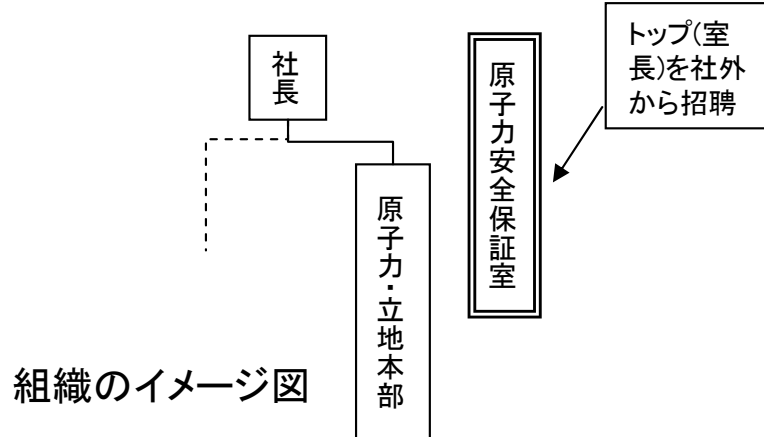 社長
原子力安全保証室
トップ(室
長)を社外
から招聘
原子力・立地本部
組織のイメージ図